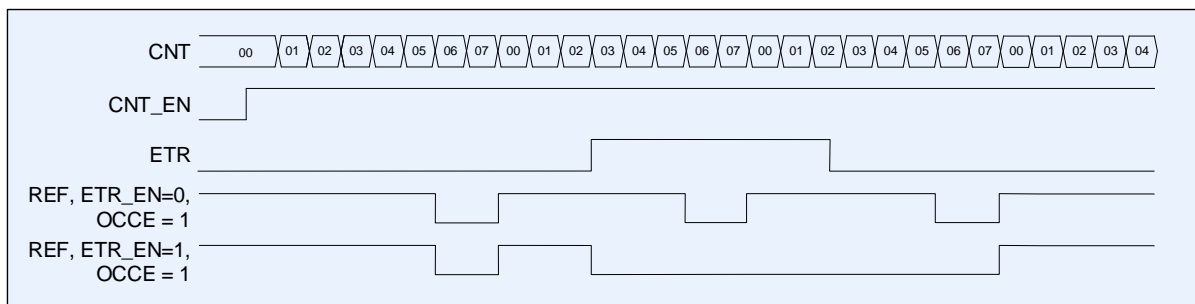 CNT 00 01 02 03 04 05 06 07 00 01 02 03 04 05 06 07 00 01 02 03 04 05 06 07 00 01 02 03 04
CNT_EN
ETR
REF, ETR_EN=0,
OCCE = 1
REF, ETR_EN=1,
OCCE = 1